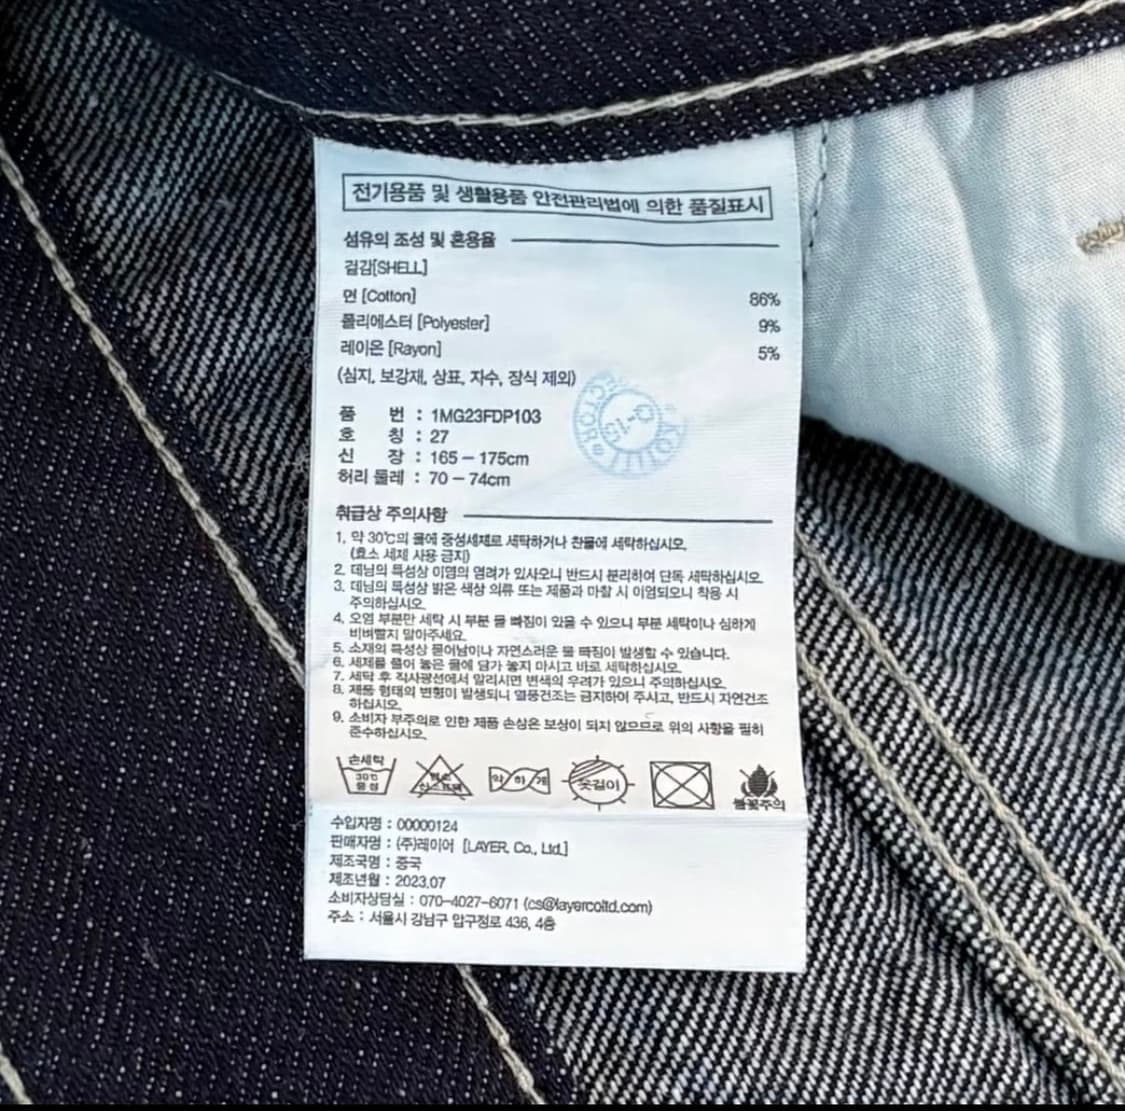 전기용품 및 생활용품 안전관리법에 의한 품질표시
섬유의 조성 및 혼용율
겉감[SHELL]
면 [Cotton] 86%
폴리에스터 [Polyester] 9%
레이온 [Rayon] 5%
(심지, 보강재, 상표, 자수, 장식 제외)
품 번 : 1MG23FDP103
호 칭 : 27
신 장 : 165 – 175cm
허리 둘레 : 70 – 74cm
취급상 주의사항
1. 약 30℃의 물에 중성세제로 세탁하거나 찬물에 세탁하십시오.
(효소 세제 사용 금지)
2. 데님의 특성상 이염의 염려가 있사오니 반드시 분리하여 단독 세탁하십시오.
3. 데님의 특성상 밝은 색상 의류 또는 제품과 마찰 시 이염되오니 착용 시
주의하십시오.
4. 오염 부분만 세탁 시 부분 물 빠짐이 있을 수 있으니 부분 세탁이나 심하게
비벼빨지 말아주세요.
5. 소재의 특성상 묻어남이나 자연스러운 물 빠짐이 발생할 수 있습니다.
6. 세제를 풀어 놓은 물에 담가 놓지 마시고 바로 세탁하십시오.
7. 세탁 후 직사광선에서 말리시면 변색의 우려가 있으니 주의하십시오.
8. 제품 형태의 변형이 발생되니 열풍건조는 금지하여 주시고, 반드시 자연건조
하십시오.
9. 소비자 부주의로 인한 제품 손상은 보상이 되지 않으므로 위의 사항을 필히
준수하십시오.
손세탁
30℃
중성
약하게
옷걸이
불꽃주의
수입자명 : 00000124
판매자명 : (주)레이어 [LAYER. Co., Ltd.]
제조국명 : 중국
제조년월 : 2023.07
소비자상담실 : 070-4027-6071 (cs@layercoltd.com)
주소 : 서울시 강남구 압구정로 436, 4층